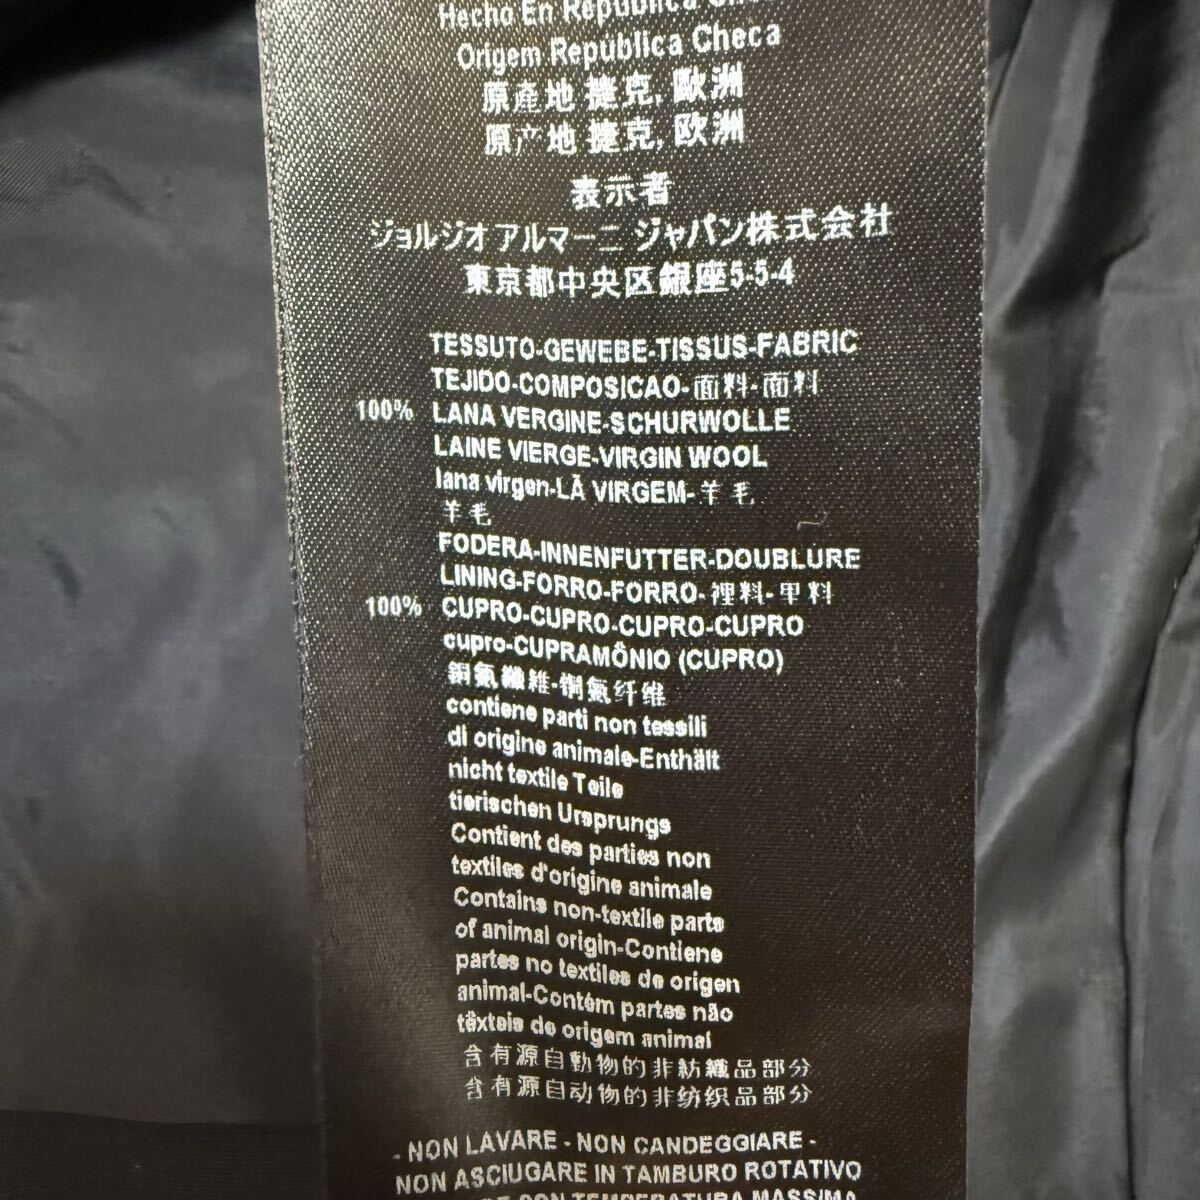 Hecho En Republica Checa
Origem Republica Checa
原產地 捷克, 歐洲
原产地 捷克, 欧洲
表示者
ジョルジオ アルマーニ ジャパン株式会社
東京都中央区銀座5-5-4
TESSUTO-GEWEBE-TISSUS-FABRIC
TEJIDO-COMPOSICAO-面料-面料
100% LANA VERGINE-SCHURWOLLE
LAINE VIERGE-VIRGIN WOOL
lana virgen-LÃ VIRGEM-羊毛
羊毛
FODERA-INNENFUTTER-DOUBLURE
LINING-FORRO-FORRO-裡料-里料
100% CUPRO-CUPRO-CUPRO-CUPRO
cupro-CUPRAMÔNIO (CUPRO)
銅氨纖維-铜氨纤维
contiene parti non tessili
di origine animale-Enthält
nicht textile Teile
tierischen Ursprungs
Contient des parties non
textiles d'origine animale
Contains non-textile parts
of animal origin-Contiene
partes no textiles de origen
animal-Contém partes não
têxteis de origem animal
含有源自動物的非紡織品部分
含有源自动物的非纺织品部分
- NON LAVARE - NON CANDEGGIARE -
NON ASCIUGARE IN TAMBURO ROTATIVO
CON TEMPERATURA MASSIMA